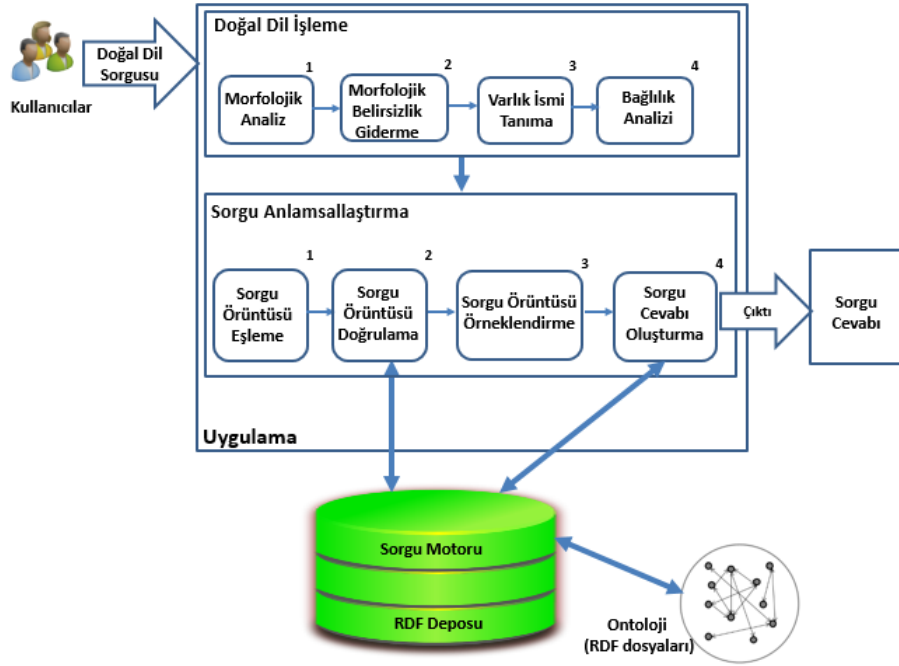 Kullanıcılar
Doğal Dil
Sorgusu
Doğal Dil İşleme
1
Morfolojik
Analiz
2
Morfolojik
Belirsizlik
Giderme
3
Varlık İsmi
Tanıma
4
Bağlılık
Analizi
Sorgu Anlamsallaştırma
1
Sorgu
Örüntüsü
Eşleme
2
Sorgu
Örüntüsü
Doğrulama
3
Sorgu Örüntüsü
Örneklendirme
4
Sorgu
Cevabı
Oluşturma
Çıktı
Sorgu
Cevabı
Uygulama
Sorgu Motoru
RDF Deposu
Ontoloji
(RDF dosyaları)